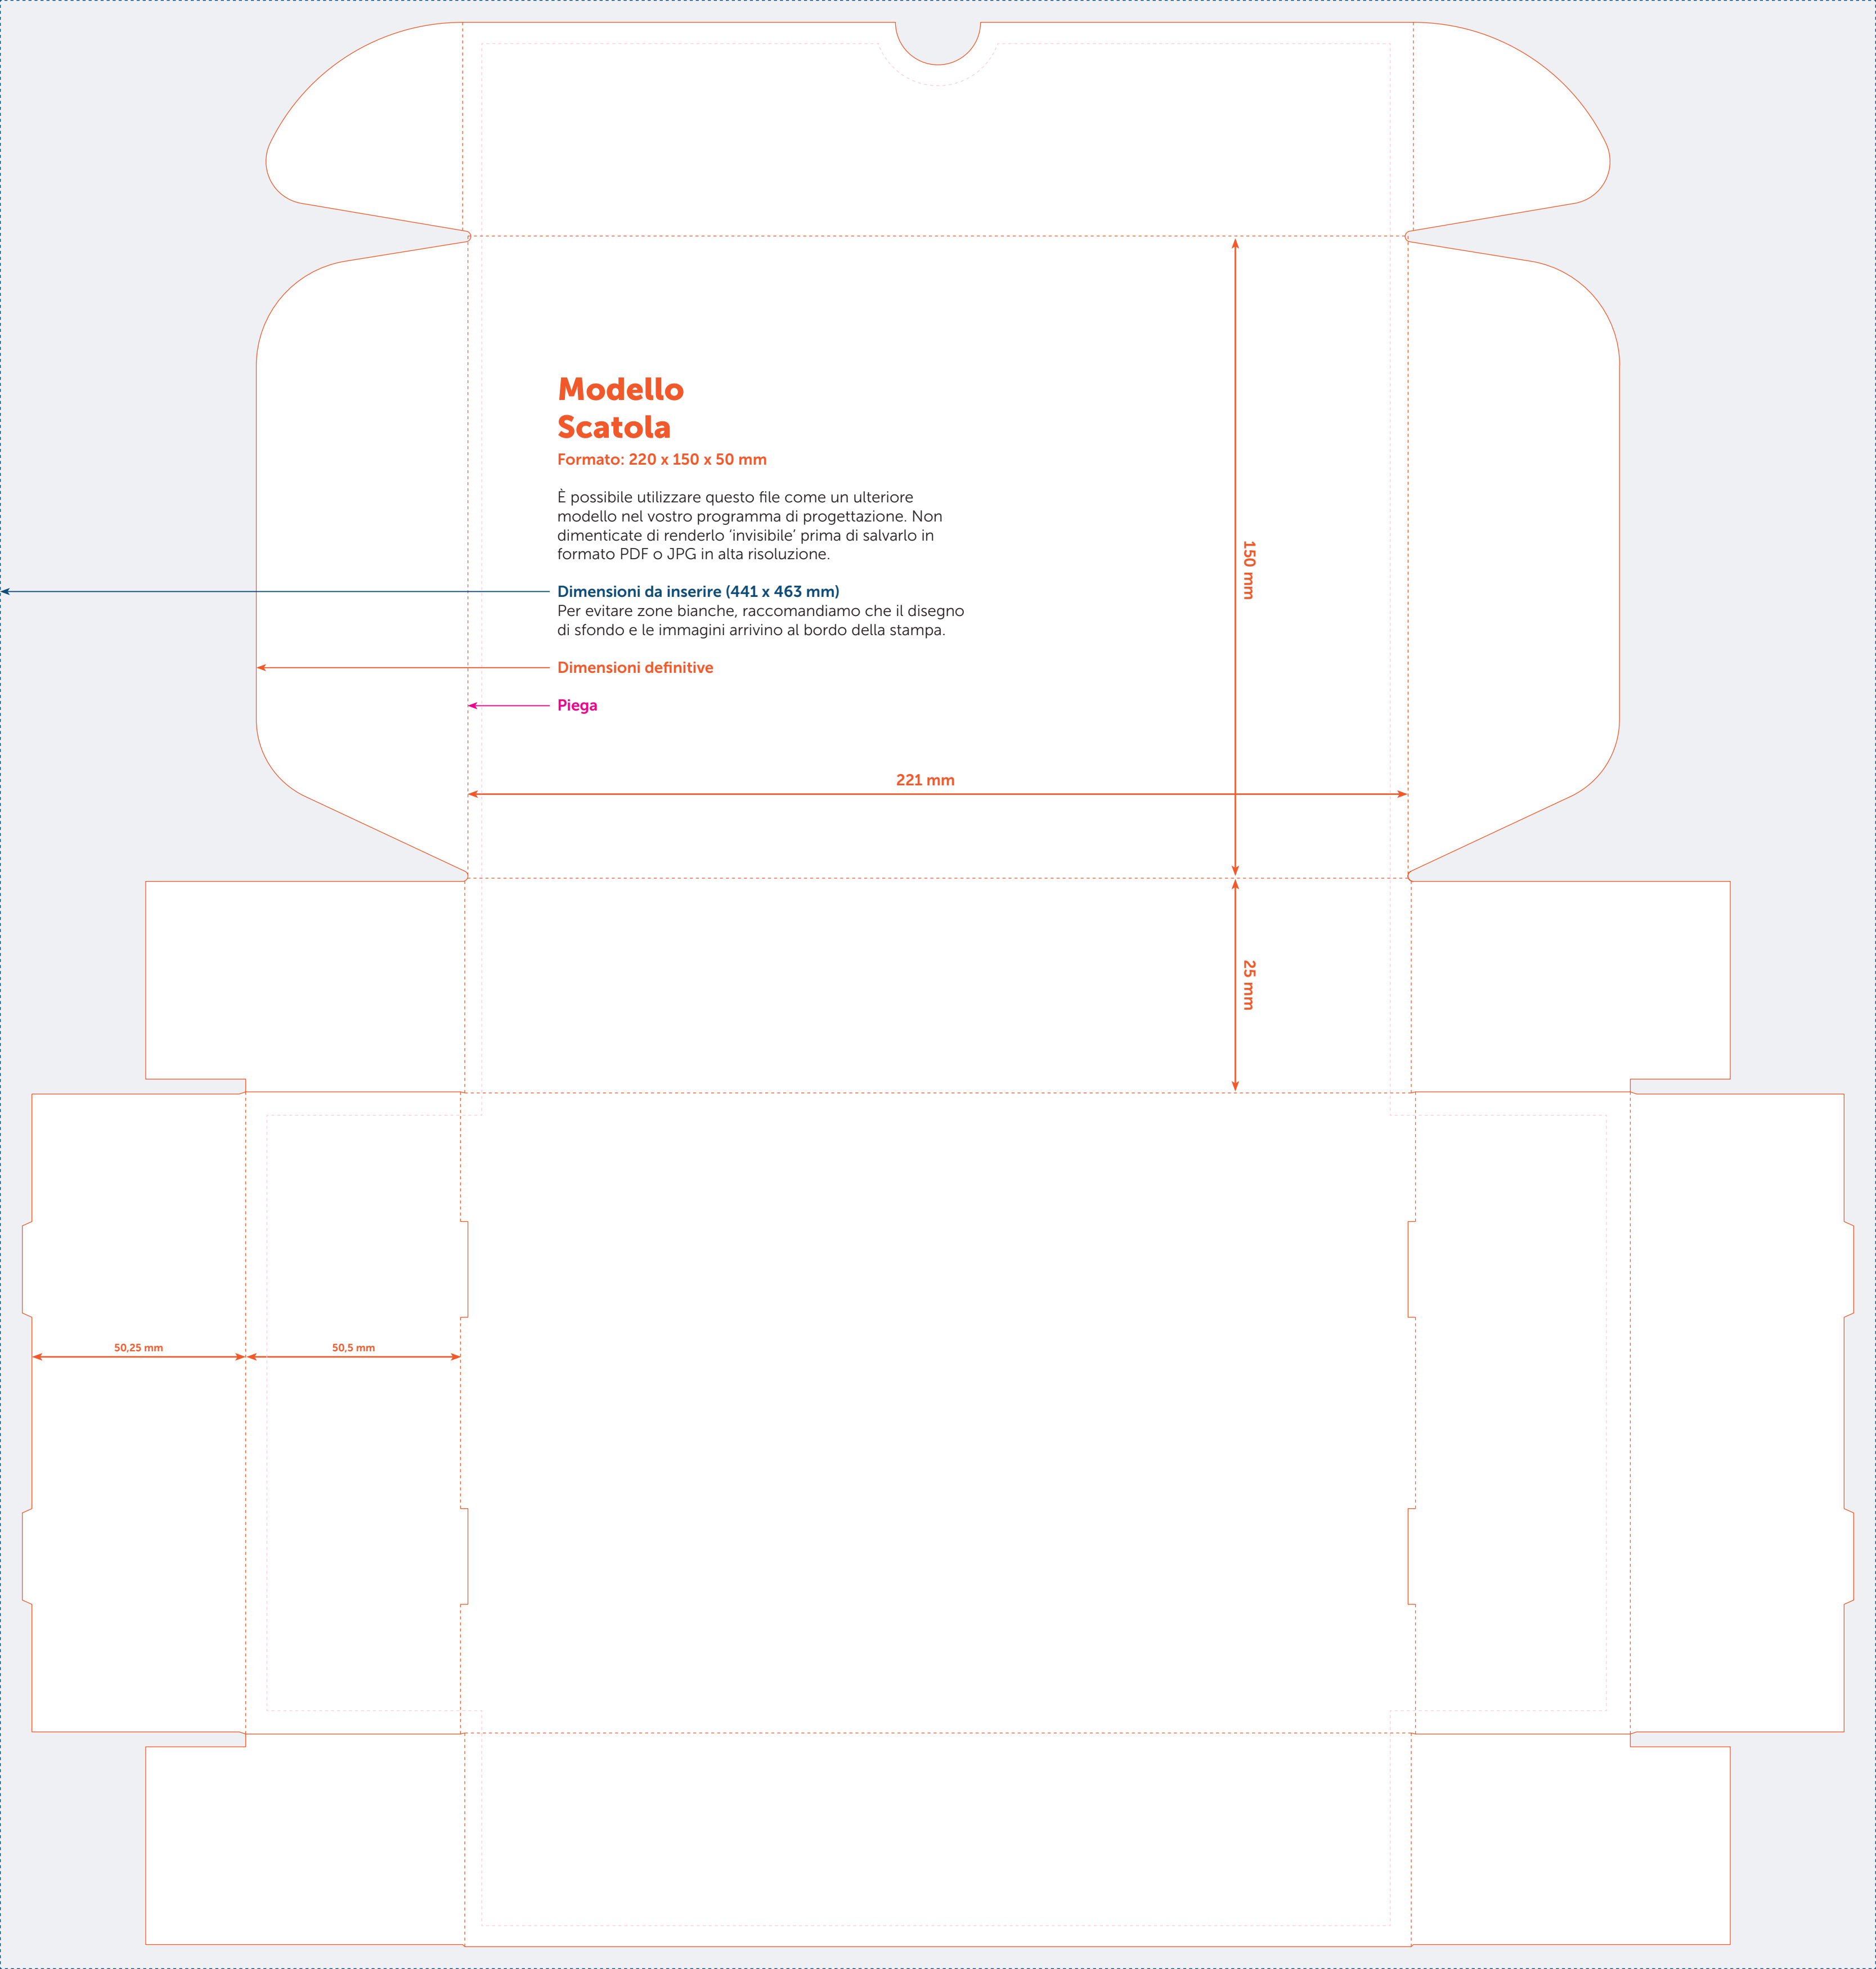 Modello
Scatola
Formato: 220 x 150 x 50 mm
È possibile utilizzare questo file come un ulteriore
modello nel vostro programma di progettazione. Non
dimenticate di renderlo ‘invisibile’ prima di salvarlo in
formato PDF o JPG in alta risoluzione.
Dimensioni da inserire (441 x 463 mm)
Per evitare zone bianche, raccomandiamo che il disegno
di sfondo e le immagini arrivino al bordo della stampa.
Dimensioni definitive
Piega
150 mm
221 mm
25 mm
50,25 mm
50,5 mm